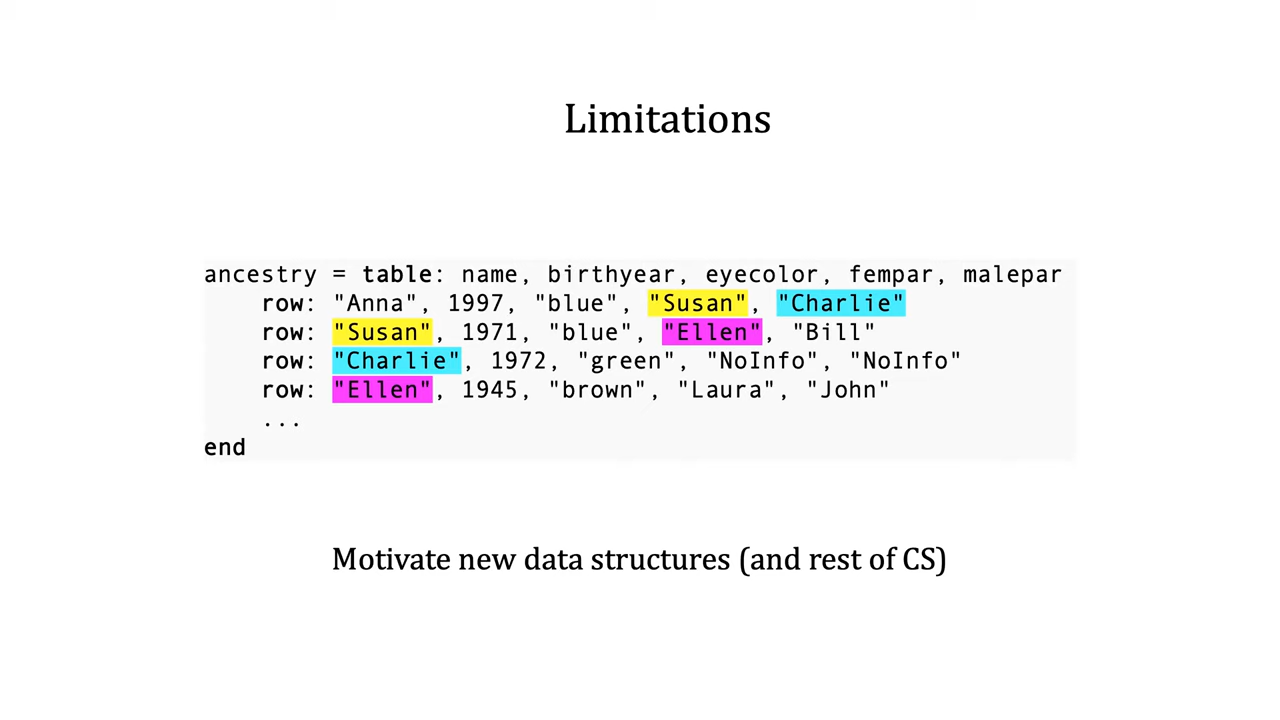 Limitations
ancestry = table: name, birthyear, eyecolor, fempar, malepar
row: "Anna", 1997, "blue", "Susan", "Charlie"
row: "Susan", 1971, "blue", "Ellen", "Bill"
row: "Charlie", 1972, "green", "NoInfo", "NoInfo"
row: "Ellen", 1945, "brown", "Laura", "John"
...
end
Motivate new data structures (and rest of CS)